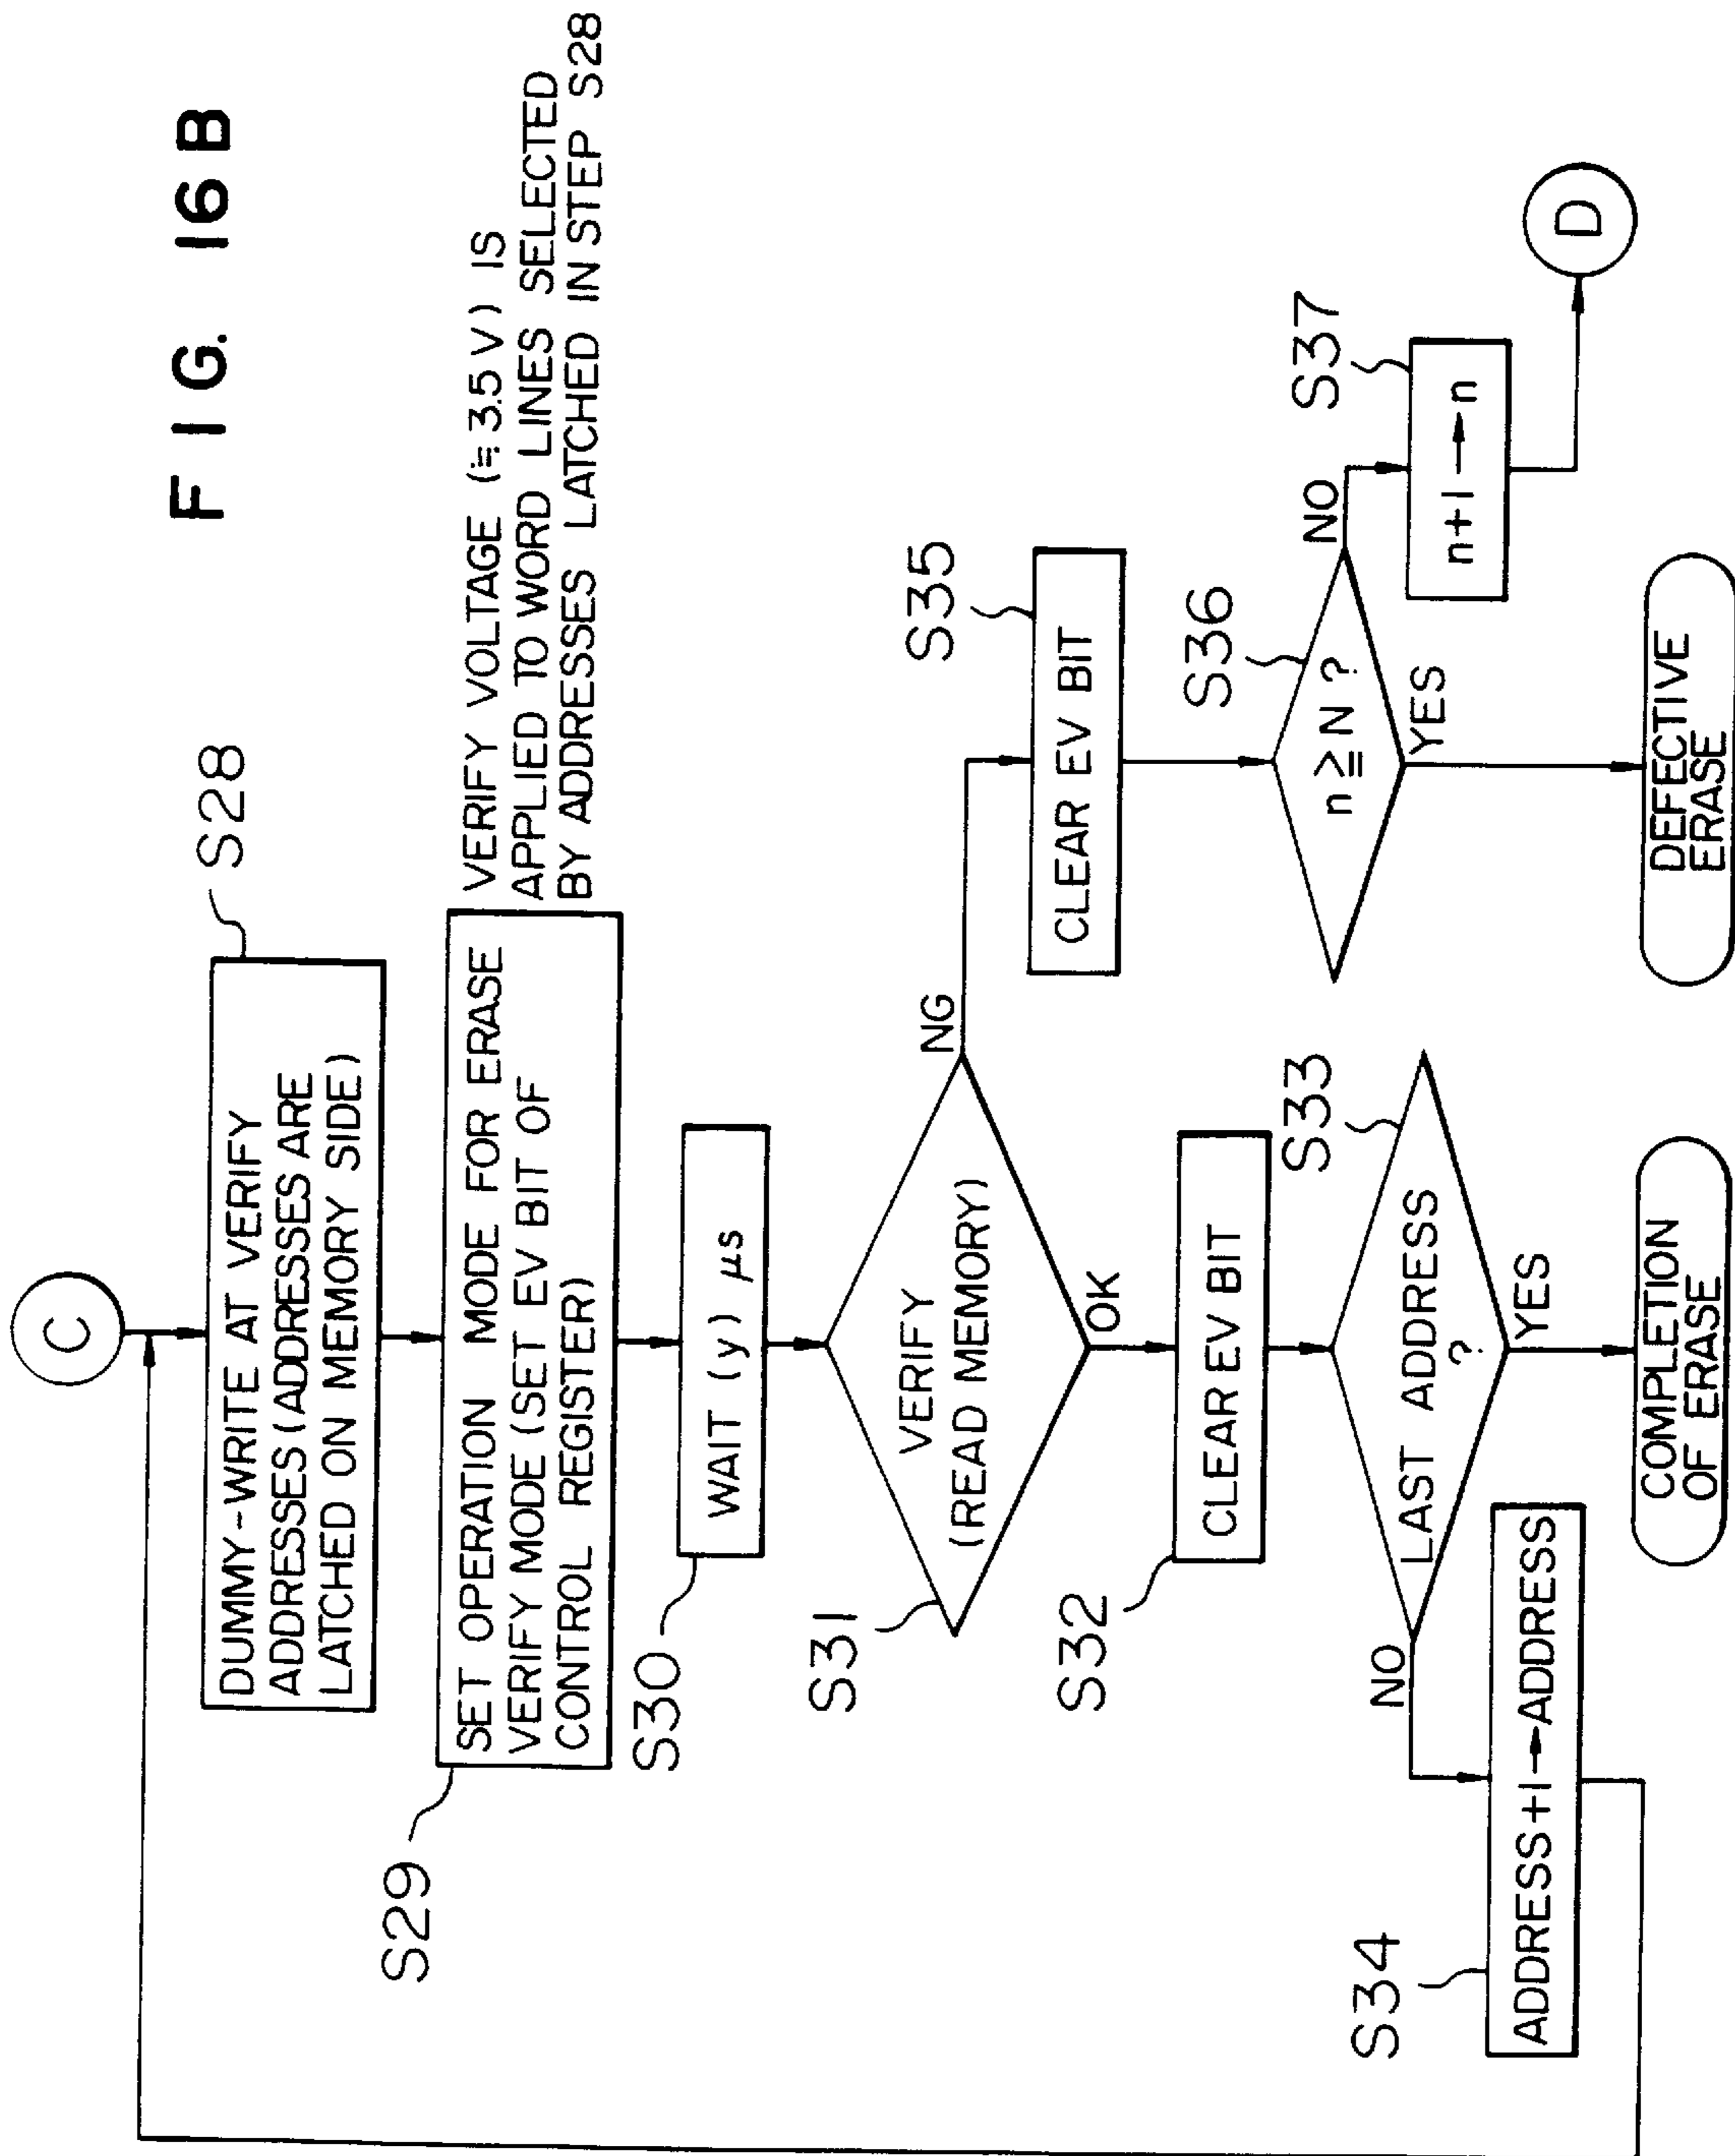 FIG. 16B
C
S28
DUMMY-WRITE AT VERIFY
ADDRESSES (ADDRESSES ARE
LATCHED ON MEMORY SIDE)
S29
SET OPERATION MODE FOR ERASE
VERIFY MODE (SET EV BIT OF
CONTROL REGISTER)
VERIFY VOLTAGE (≒ 3.5 V) IS
APPLIED TO WORD LINES SELECTED
BY ADDRESSES LATCHED IN STEP S28
S30
WAIT (y) μs
S31
VERIFY
(READ MEMORY)
NG
OK
S32
CLEAR EV BIT
S33
LAST ADDRESS
?
NO
YES
S34
ADDRESS+1→ADDRESS
COMPLETION
OF ERASE
S35
CLEAR EV BIT
S36
n ≧ N ?
NO
YES
S37
n+1→n
D
DEFECTIVE
ERASE